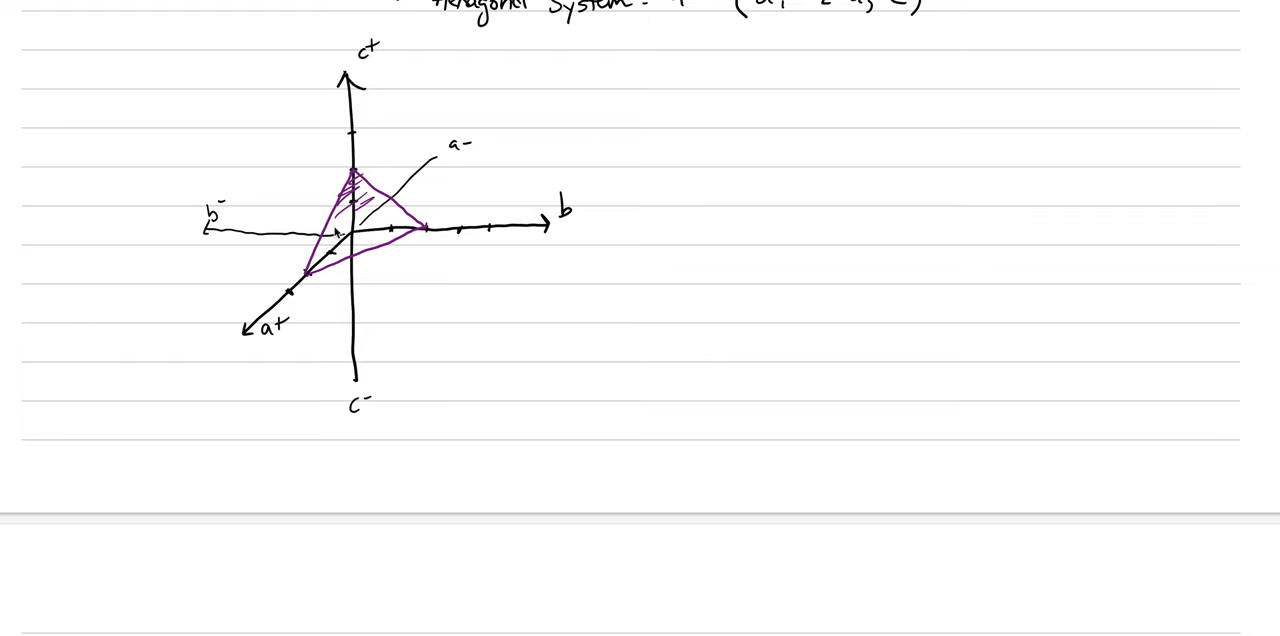 Hexagonal System:
c+
a-
b-
b
a+
c-